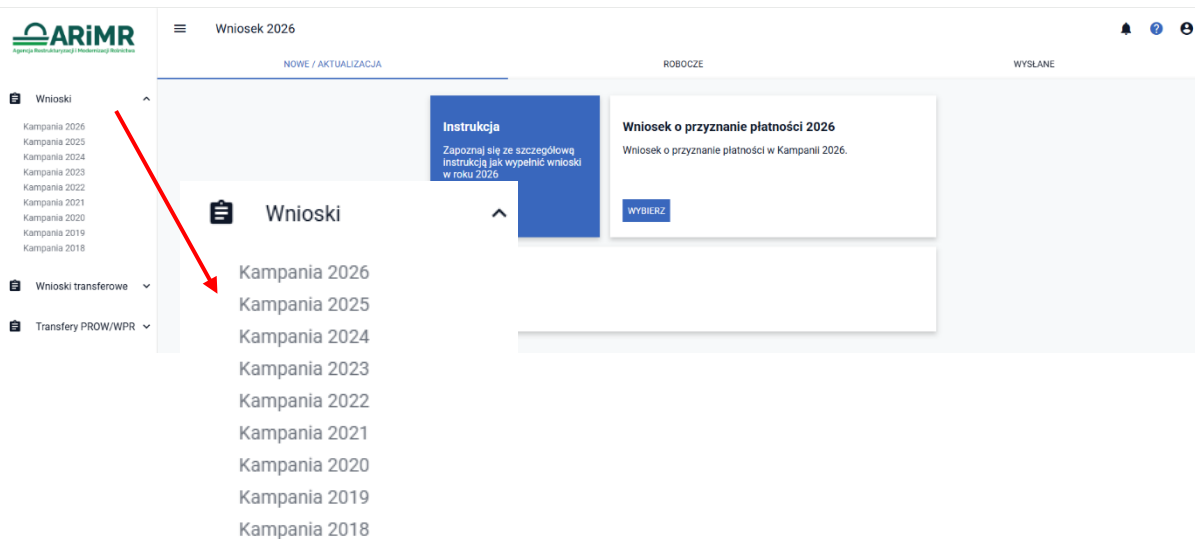 ARiMR
Agencja Restrukturyzacji i Modernizacji Rolnictwa
Wniosek 2026
NOWE / AKTUALIZACJA
ROBOCZE
WYSŁANE
Wnioski
Kampania 2026
Kampania 2025
Kampania 2024
Kampania 2023
Kampania 2022
Kampania 2021
Kampania 2020
Kampania 2019
Kampania 2018
Wnioski transferowe
Transfery PROW/WPR
Instrukcja
Zapoznaj się ze szczegółową
instrukcją jak wypełnić wnioski
w roku 2026
Wniosek o przyznanie płatności 2026
Wniosek o przyznanie płatności w Kampanii 2026.
WYBIERZ
Wnioski
Kampania 2026
Kampania 2025
Kampania 2024
Kampania 2023
Kampania 2022
Kampania 2021
Kampania 2020
Kampania 2019
Kampania 2018